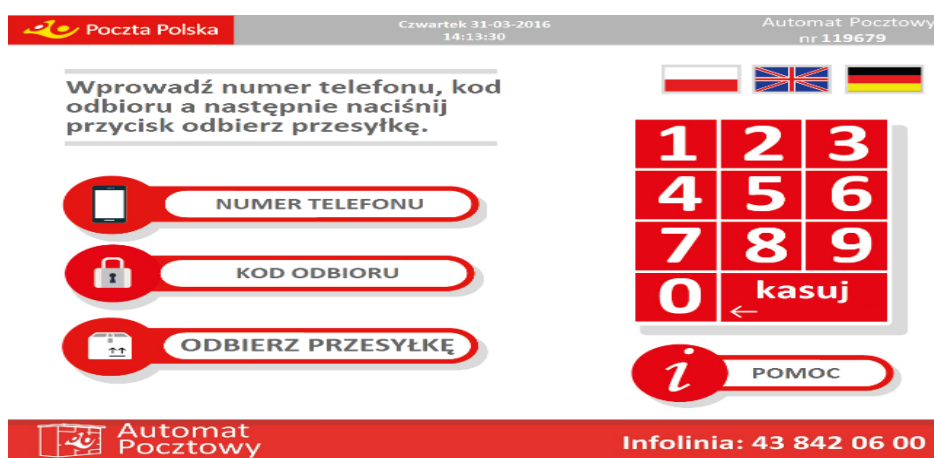 Poczta Polska
Czwartek 31-03-2016
14:13:30
Automat Pocztowy
nr 119679
Wprowadź numer telefonu, kod
odbioru a następnie naciśnij
przycisk odbierz przesyłkę.
NUMER TELEFONU
KOD ODBIORU
ODBIERZ PRZESYŁKĘ
1 2 3
4 5 6
7 8 9
0 kasuj
←
i
POMOC
Automat
Pocztowy
Infolinia: 43 842 06 00